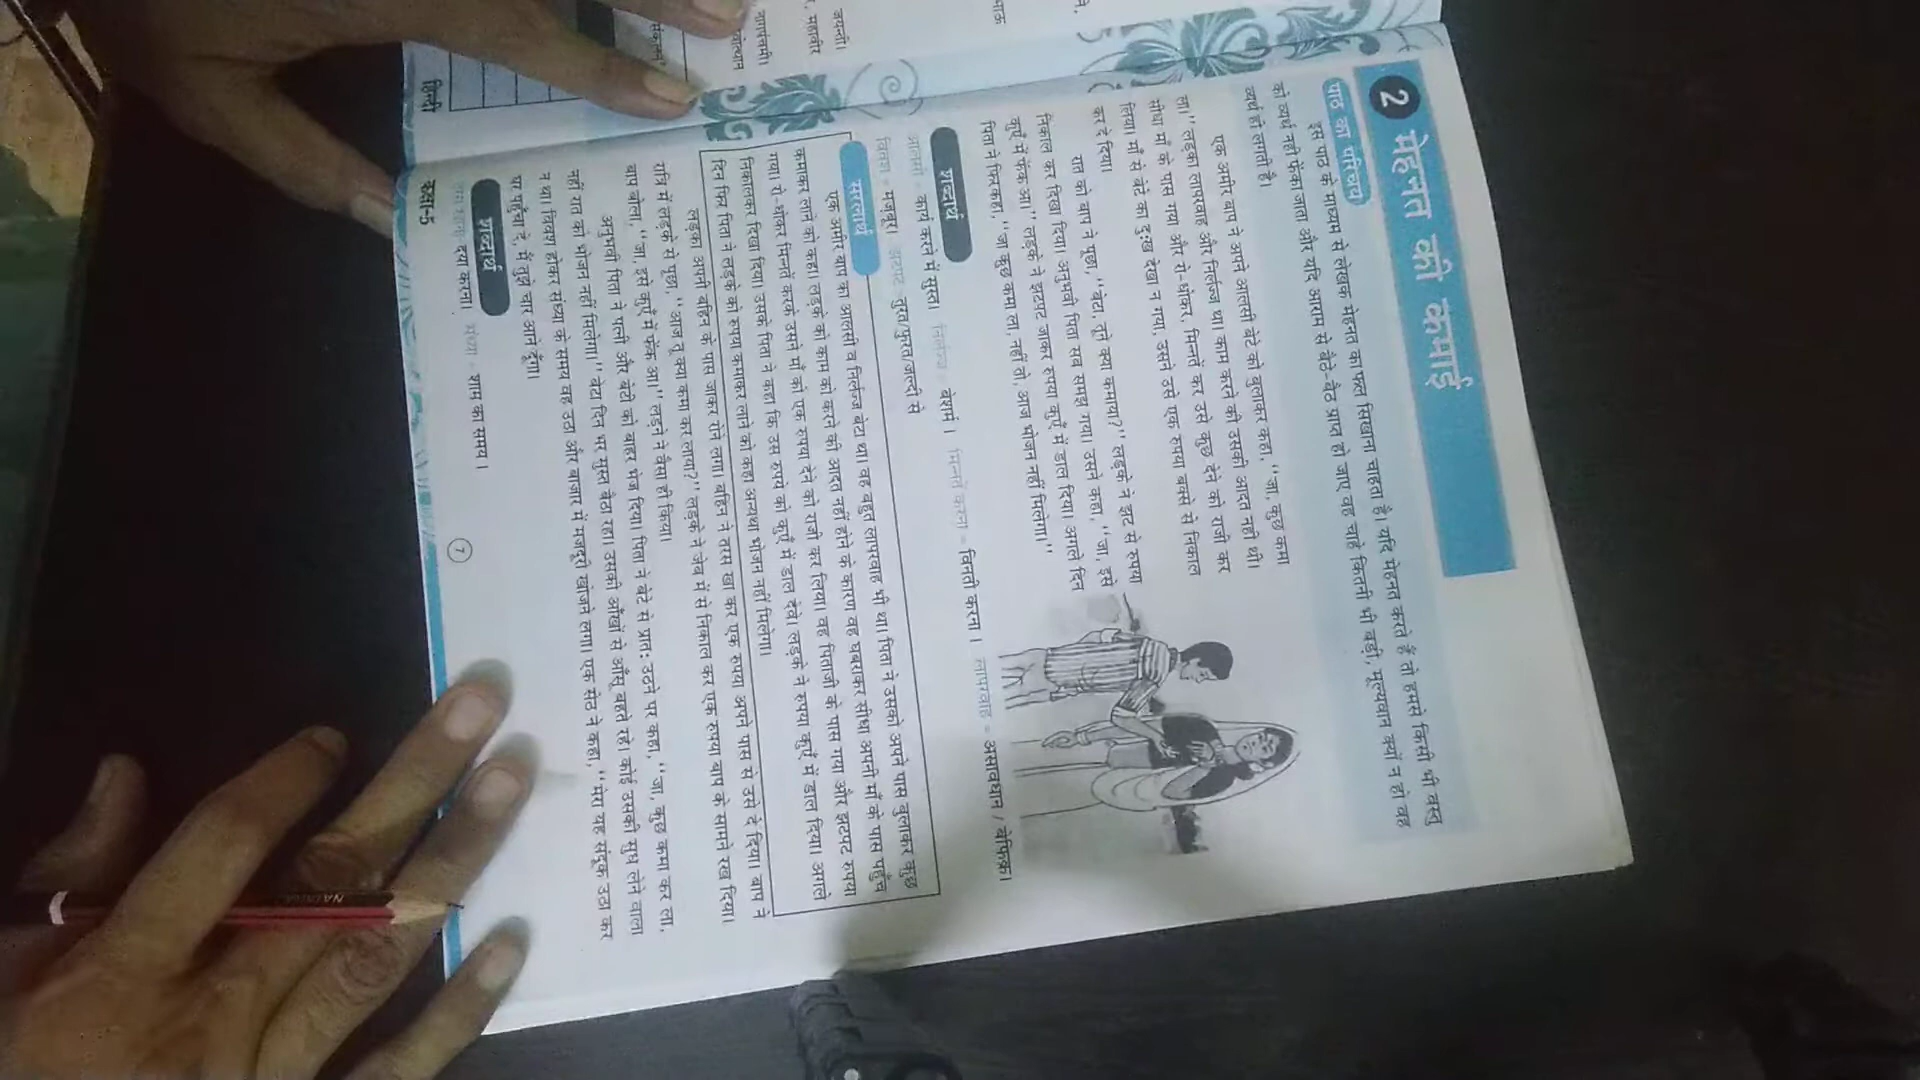 2 मेहनत की कमाई
पाठ का परिचय
इस पाठ के माध्यम से लेखक मेहनत का फल सिखाना चाहता है। यदि मेहनत करते हैं तो हमसे किसी भी वस्तु
को व्यर्थ नहीं फेंका जाता और यदि आराम से बैठे-बैठे प्राप्त हो जाए वह चाहे कितनी भी बड़ी, मूल्यवान क्यों न हो वह
व्यर्थ ही लगती है।
एक अमीर बाप ने अपने आलसी बेटे को बुलाकर कहा, "जा, कुछ कमा
ला" लड़का लापरवाह और निर्लज्ज था। काम करने की उसकी आदत नहीं थी।
सीधा माँ के पास गया और रो-धोकर, मिन्नतें कर उसे कुछ देने को राजी कर
लिया। माँ से बेटे का दुःख देखा न गया, उसने उसे एक रुपया बक्से से निकाल
कर दे दिया।
रात को बाप ने पूछा, "बेटा, तूने क्या कमाया?" लड़के ने झट से रुपया
निकाल कर दिखा दिया। अनुभवी पिता सब समझ गया। उसने कहा, "जा, इसे
कुएँ में फेंक आ।" लड़के ने झटपट जाकर रुपया कुएँ में डाल दिया। अगले दिन
पिता ने फिर कहा, "जा कुछ कमा ला, नहीं तो, आज भोजन नहीं मिलेगा।"
शब्दार्थ
आलसी = कार्य करने में सुस्त। निर्लज्ज = बेशर्म । मिन्नतें करना = विनती करना । लापरवाह = असावधान / बेफिक्र।
विवश = मजबूर। झटपट = तुरत/फुरत/जल्दी से
सरलार्थ
एक अमीर बाप का आलसी व निर्लज्ज बेटा था। वह बहुत लापरवाह भी था। पिता ने उसको अपने पास बुलाकर कुछ
कमाकर लाने को कहा। लड़के को काम को करने की आदत नहीं होने के कारण वह घबराकर सीधा अपनी माँ के पास पहुँच
गया। रो-धोकर मिन्नतें करके उसने माँ को एक रुपया देने को राजी कर लिया। वह पिताजी के पास गया और झटपट रुपया
निकालकर दिखा दिया। उसके पिता ने कहा कि उस रुपये को कुएँ में डाल देवे। लड़के ने रुपया कुएँ में डाल दिया। अगले
दिन फिर पिता ने लड़के को रुपया कमाकर लाने को कहा अन्यथा भोजन नहीं मिलेगा।
लड़का अपनी बहिन के पास जाकर रोने लगा। बहिन ने तरस खा कर एक रुपया अपने पास से उसे दे दिया। बाप ने
रात्रि में लड़के से पूछा, "आज तू क्या कमा कर लाया?" लड़के ने जेब में से निकाल कर एक रुपया बाप के सामने रख दिया।
बाप बोला, "जा, इसे कुएँ में फेंक आ।" लड़के ने वैसा ही किया।
अनुभवी पिता ने पत्नी और बेटी को बाहर भेज दिया। पिता ने बेटे से प्रातः उठने पर कहा, "जा, कुछ कमा कर ला,
नहीं रात को भोजन नहीं मिलेगा।" बेटा दिन भर सुस्त बैठा रहा। उसकी आँखों से आँसू बहते रहे। कोई उसकी सुध लेने वाला
न था। विवश होकर संध्या के समय वह उठा और बाजार में मजदूरी खोजने लगा। एक सेठ ने कहा, "मेरा यह संदूक उठा कर
घर पहुँचा दे, मैं तुझे चार आने दूँगा।
शब्दार्थ
दया करना। संध्या = शाम का समय ।
कक्षा-5
7
हिन्दी